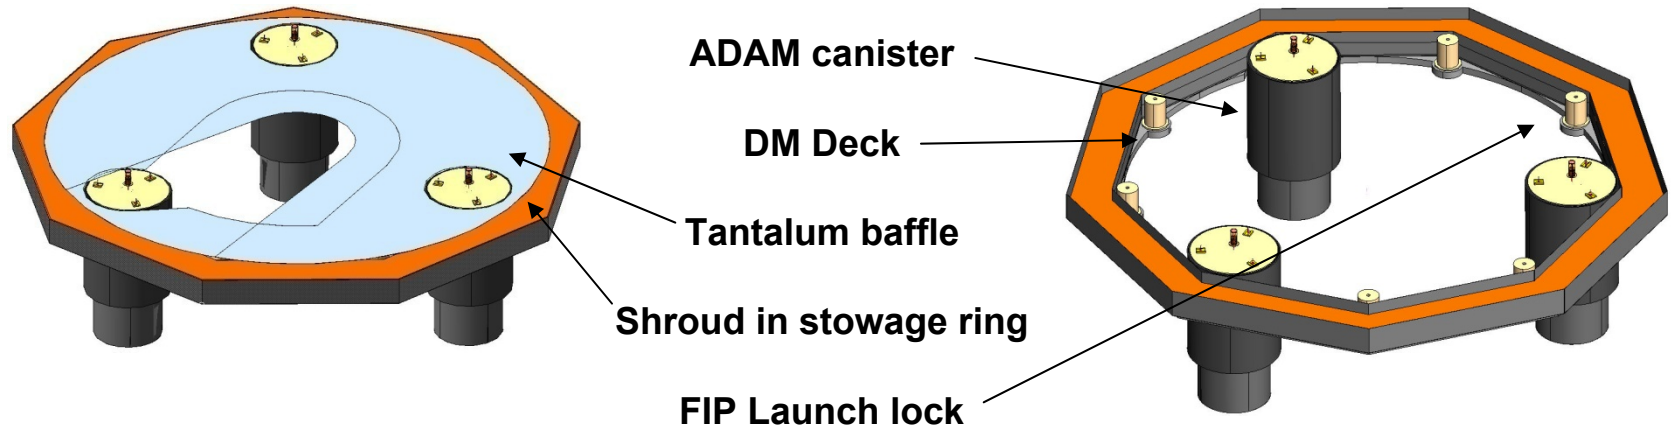 ADAM canister
DM Deck
Tantalum baffle
Shroud in stowage ring
FIP Launch lock